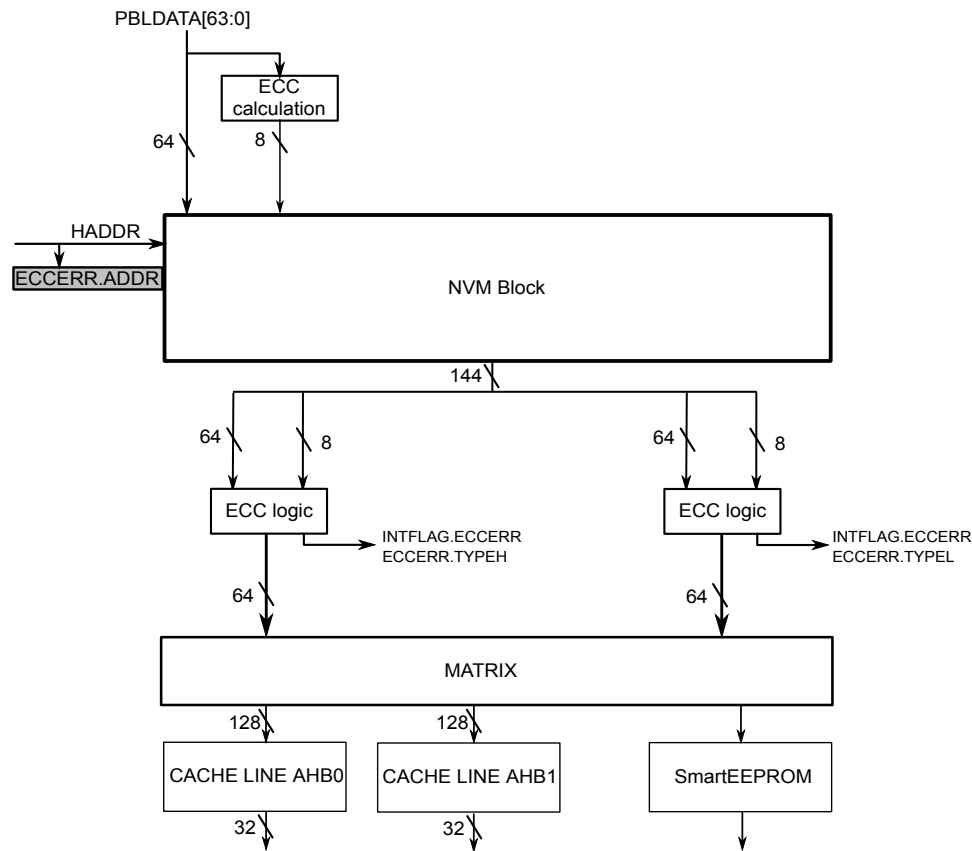 PBLDATA[63:0]
ECC
calculation
64
8
HADDR
ECCERR.ADDR
NVM Block
144
64
8
64
8
ECC logic
ECC logic
INTFLAG.ECCERR
ECCERR.TYPEH
INTFLAG.ECCERR
ECCERR.TYPEL
64
64
MATRIX
128
128
CACHE LINE AHB0
CACHE LINE AHB1
SmartEEPROM
32
32